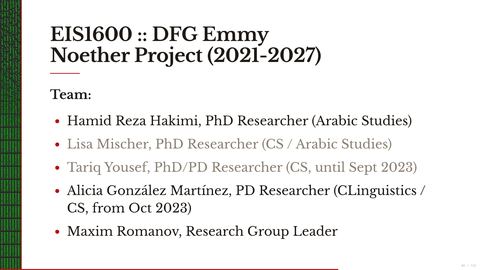 EIS1600 :: DFG Emmy
Noether Project (2021-2027)
Team:
• Hamid Reza Hakimi, PhD Researcher (Arabic Studies)
• Lisa Mischer, PhD Researcher (CS / Arabic Studies)
• Tariq Yousef, PhD/PD Researcher (CS, until Sept 2023)
• Alicia González Martínez, PD Researcher (CLinguistics /
CS, from Oct 2023)
• Maxim Romanov, Research Group Leader